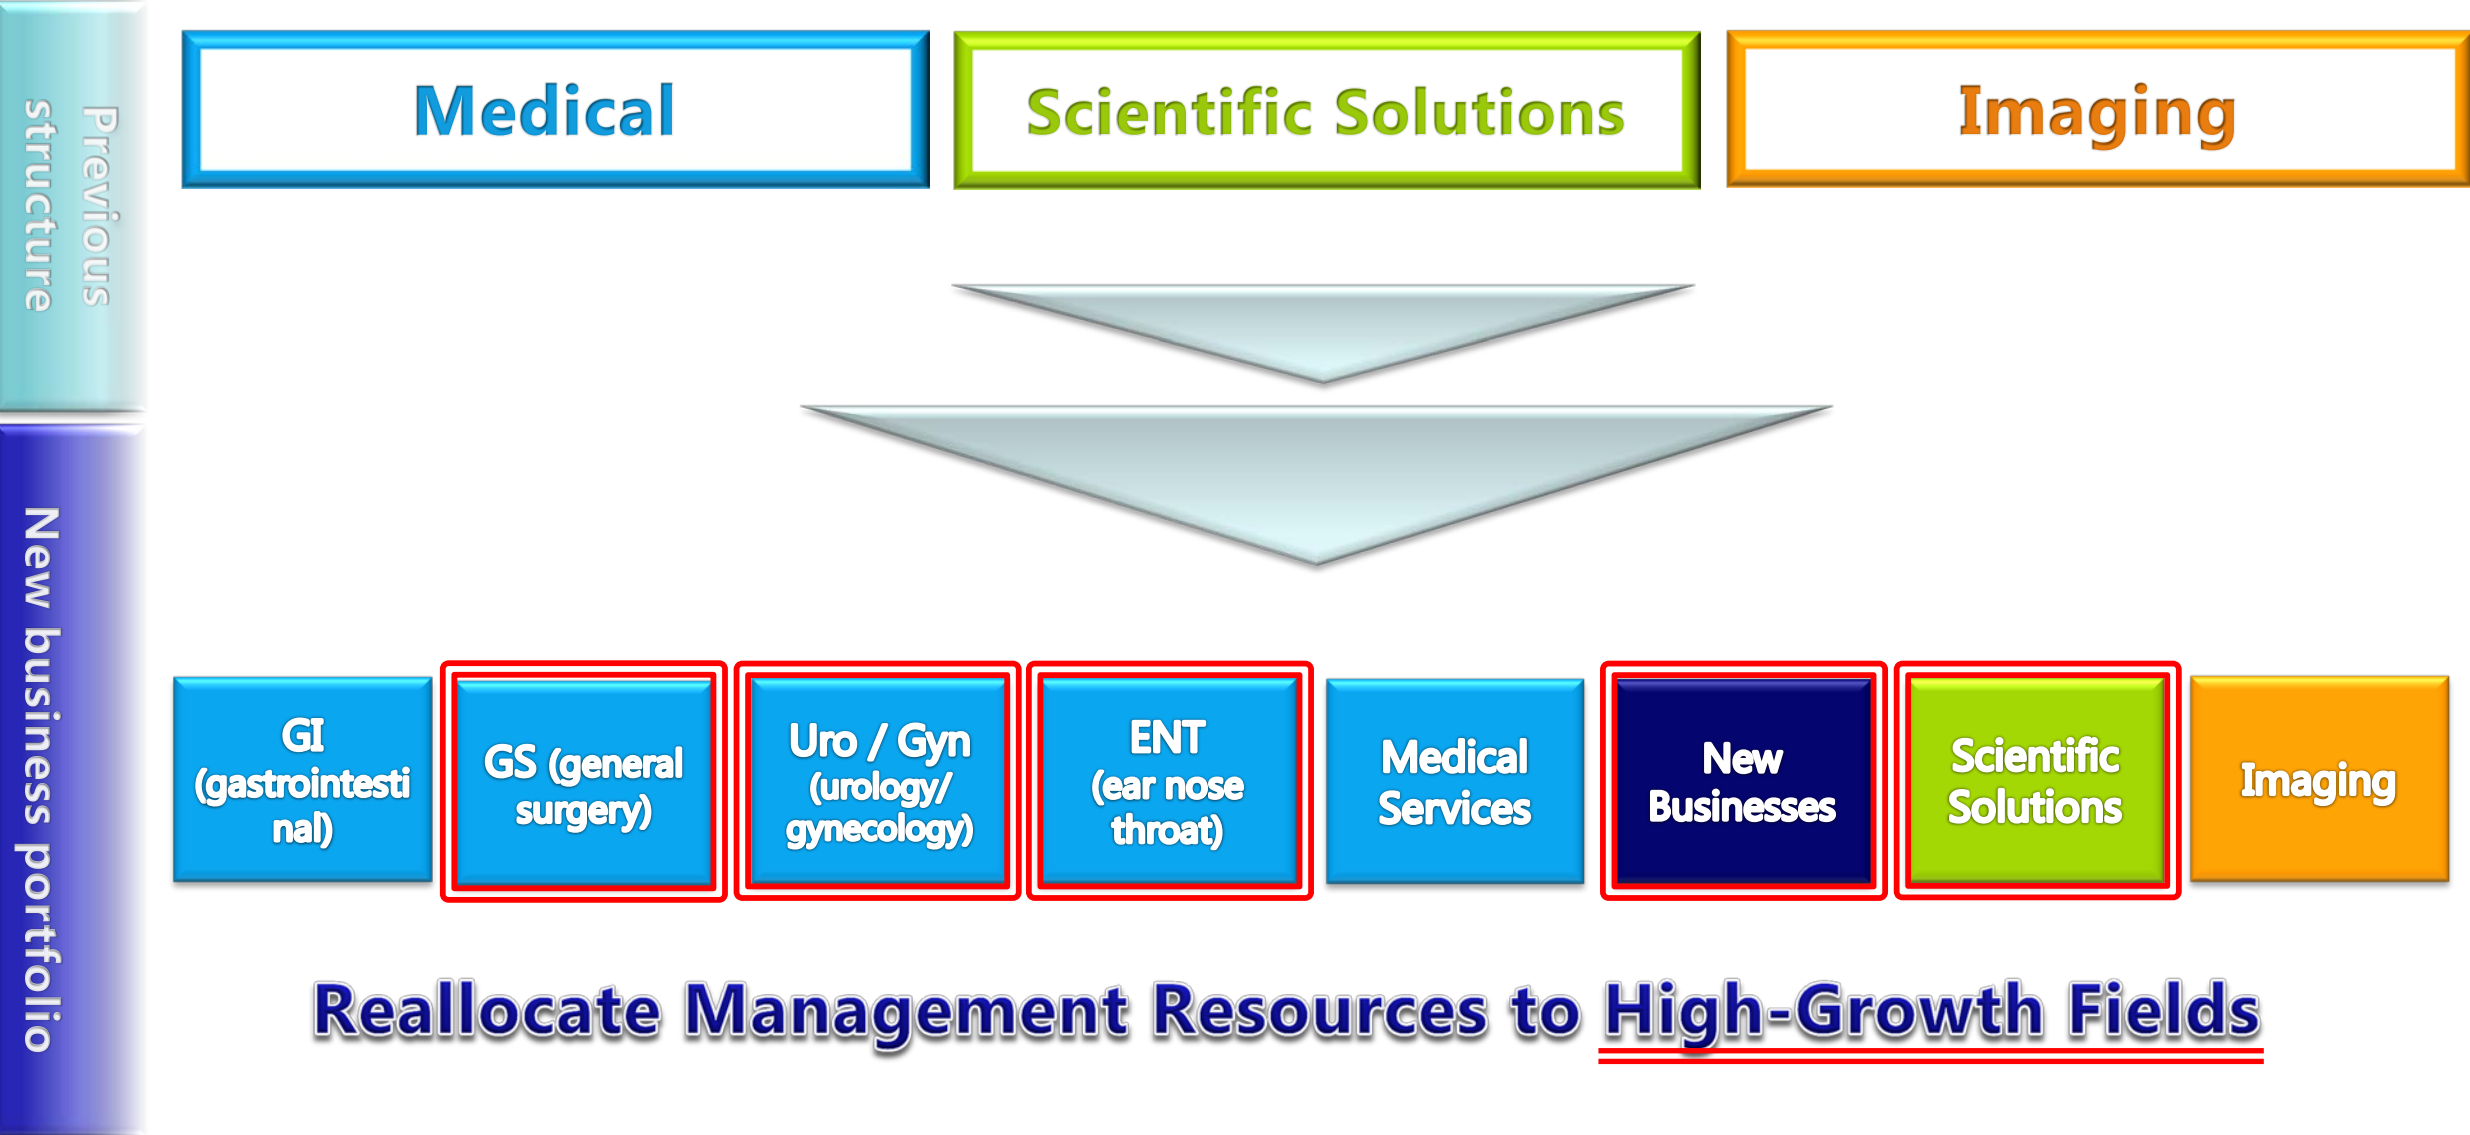 Previous
structure
Medical
Scientific Solutions
Imaging
New business portfolio
GI
(gastrointesti
nal)
GS (general
surgery)
Uro / Gyn
(urology/
gynecology)
ENT
(ear nose
throat)
Medical
Services
New
Businesses
Scientific
Solutions
Imaging
Reallocate Management Resources to High-Growth Fields